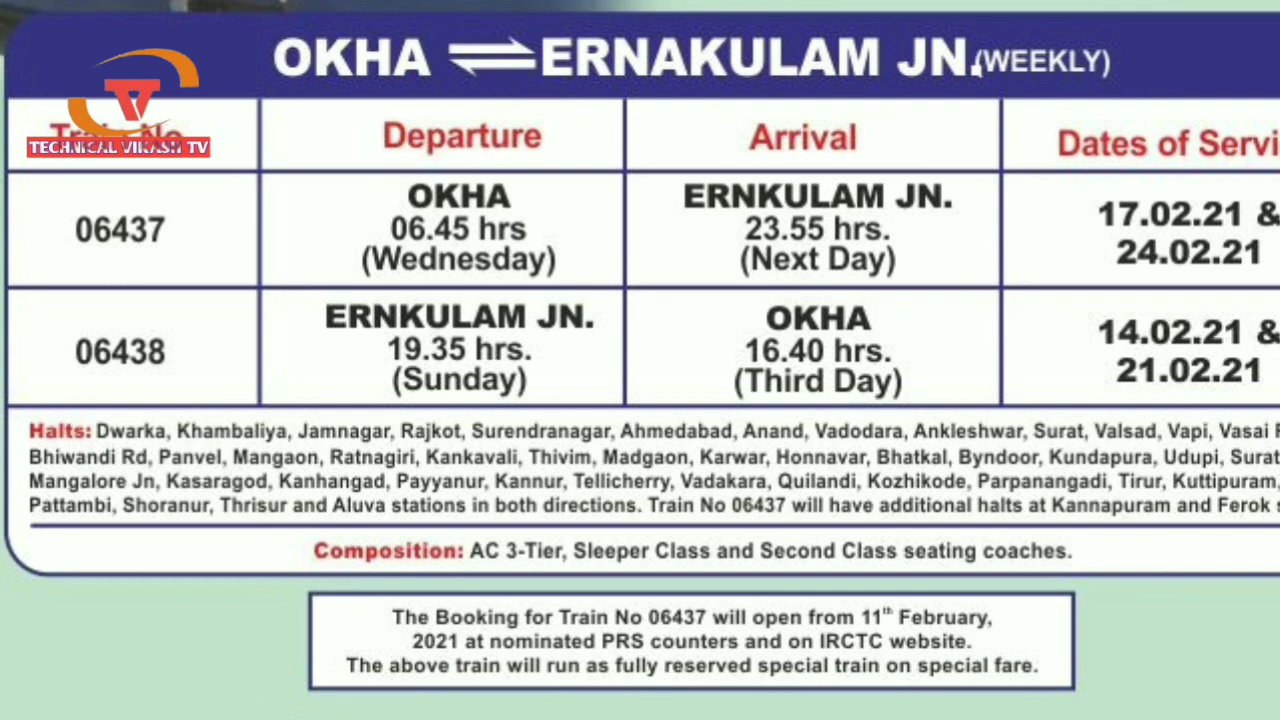 OKHA ⇌ ERNAKULAM JN.(WEEKLY)
V
TECHNICAL VIKASH TV
Train No Departure Arrival Dates of Servi
06437
OKHA
06.45 hrs
(Wednesday)
ERNKULAM JN.
23.55 hrs.
(Next Day)
17.02.21 &
24.02.21
06438
ERNKULAM JN.
19.35 hrs.
(Sunday)
OKHA
16.40 hrs.
(Third Day)
14.02.21 &
21.02.21
Halts: Dwarka, Khambaliya, Jamnagar, Rajkot, Surendranagar, Ahmedabad, Anand, Vadodara, Ankleshwar, Surat, Valsad, Vapi, Vasai
Bhiwandi Rd, Panvel, Mangaon, Ratnagiri, Kankavali, Thivim, Madgaon, Karwar, Honnavar, Bhatkal, Byndoor, Kundapura, Udupi, Surat
Mangalore Jn, Kasaragod, Kanhangad, Payyanur, Kannur, Tellicherry, Vadakara, Quilandi, Kozhikode, Parpanangadi, Tirur, Kuttipuram,
Pattambi, Shoranur, Thrisur and Aluva stations in both directions. Train No 06437 will have additional halts at Kannapuram and Ferok s
Composition: AC 3-Tier, Sleeper Class and Second Class seating coaches.
The Booking for Train No 06437 will open from 11th February,
2021 at nominated PRS counters and on IRCTC website.
The above train will run as fully reserved special train on special fare.